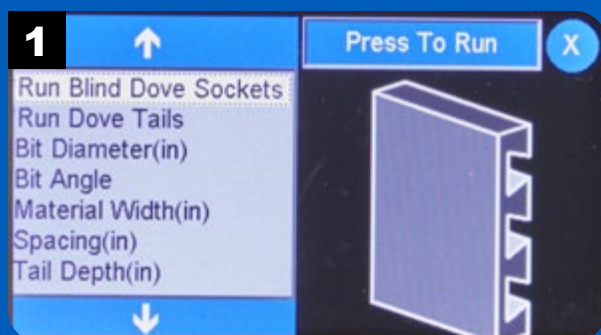 1
Press To Run
X
Run Blind Dove Sockets
Run Dove Tails
Bit Diameter(in)
Bit Angle
Material Width(in)
Spacing(in)
Tail Depth(in)